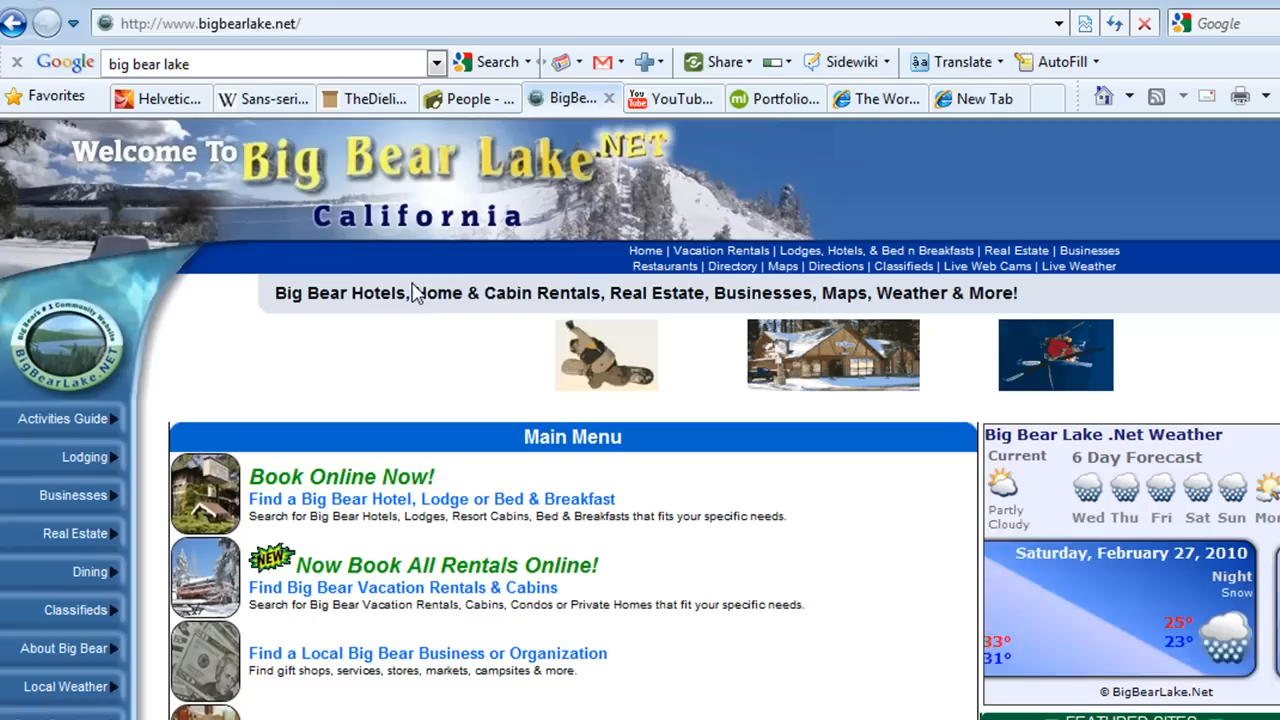 http://www.bigbearlake.net/
Google
Google big bear lake Search Share Sidewiki Translate AutoFill
Favorites Helvetic... Sans-seri... TheDieli... People - ... BigBe... YouTub... Portfolio... The Wor... New Tab
Welcome To Big Bear Lake .NET
California
Home | Vacation Rentals | Lodges, Hotels, & Bed n Breakfasts | Real Estate | Businesses
Restaurants | Directory | Maps | Directions | Classifieds | Live Web Cams | Live Weather
Big Bear Hotels, Home & Cabin Rentals, Real Estate, Businesses, Maps, Weather & More!
Big Bear's #1 Community Website
BigBearLake.NET
Activities Guide
Lodging
Businesses
Real Estate
Dining
Classifieds
About Big Bear
Local Weather
Main Menu
Book Online Now!
Find a Big Bear Hotel, Lodge or Bed & Breakfast
Search for Big Bear Hotels, Lodges, Resort Cabins, Bed & Breakfasts that fits your specific needs.
NEW Now Book All Rentals Online!
Find Big Bear Vacation Rentals & Cabins
Search for Big Bear Vacation Rentals, Cabins, Condos or Private Homes that fit your specific needs.
Find a Local Big Bear Business or Organization
Find gift shops, services, stores, markets, campsites & more.
Big Bear Lake .Net Weather
Current 6 Day Forecast
Partly Cloudy
Wed Thu Fri Sat Sun Mo
Saturday, February 27, 2010
Night
Snow
25°
23°
33°
31°
© BigBearLake.Net
FEATURED SITES